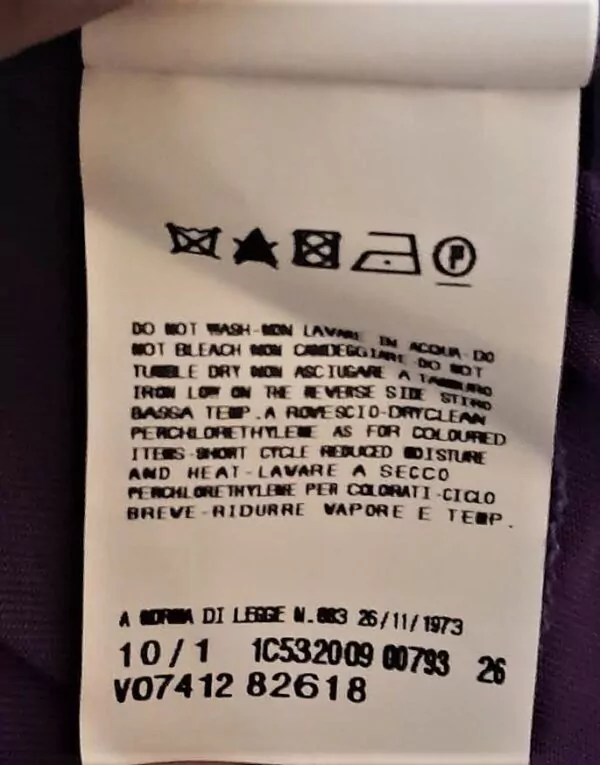 P
DO NOT WASH-NON LAVARE IN ACQUA-DO
NOT BLEACH NON CANDEGGIARE DO NOT
TUMBLE DRY NON ASCIUGARE A TAMBURO
IRON LOW ON THE REVERSE SIDE STIRO
BASSA TEMP.A ROVESCIO-DRYCLEAN
PERCHLORETHYLENE AS FOR COLOURED
ITEMS-SHORT CYCLE REDUCED MOISTURE
AND HEAT-LAVARE A SECCO
PERCHLORETHYLENE PER COLORATI-CICLO
BREVE-RIDURRE VAPORE E TEMP.
A NORMA DI LEGGE N.883 26/11/1973
10/1 1C532009 00793 26
V07412 82618